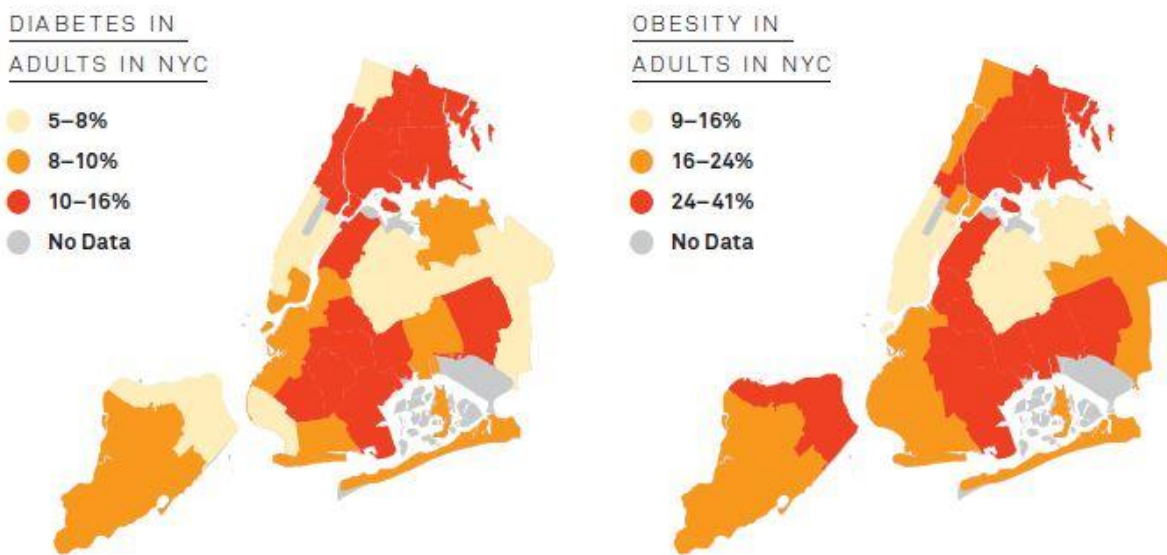 DIABETES IN
ADULTS IN NYC
5–8%
8–10%
10–16%
No Data
OBESITY IN
ADULTS IN NYC
9–16%
16–24%
24–41%
No Data